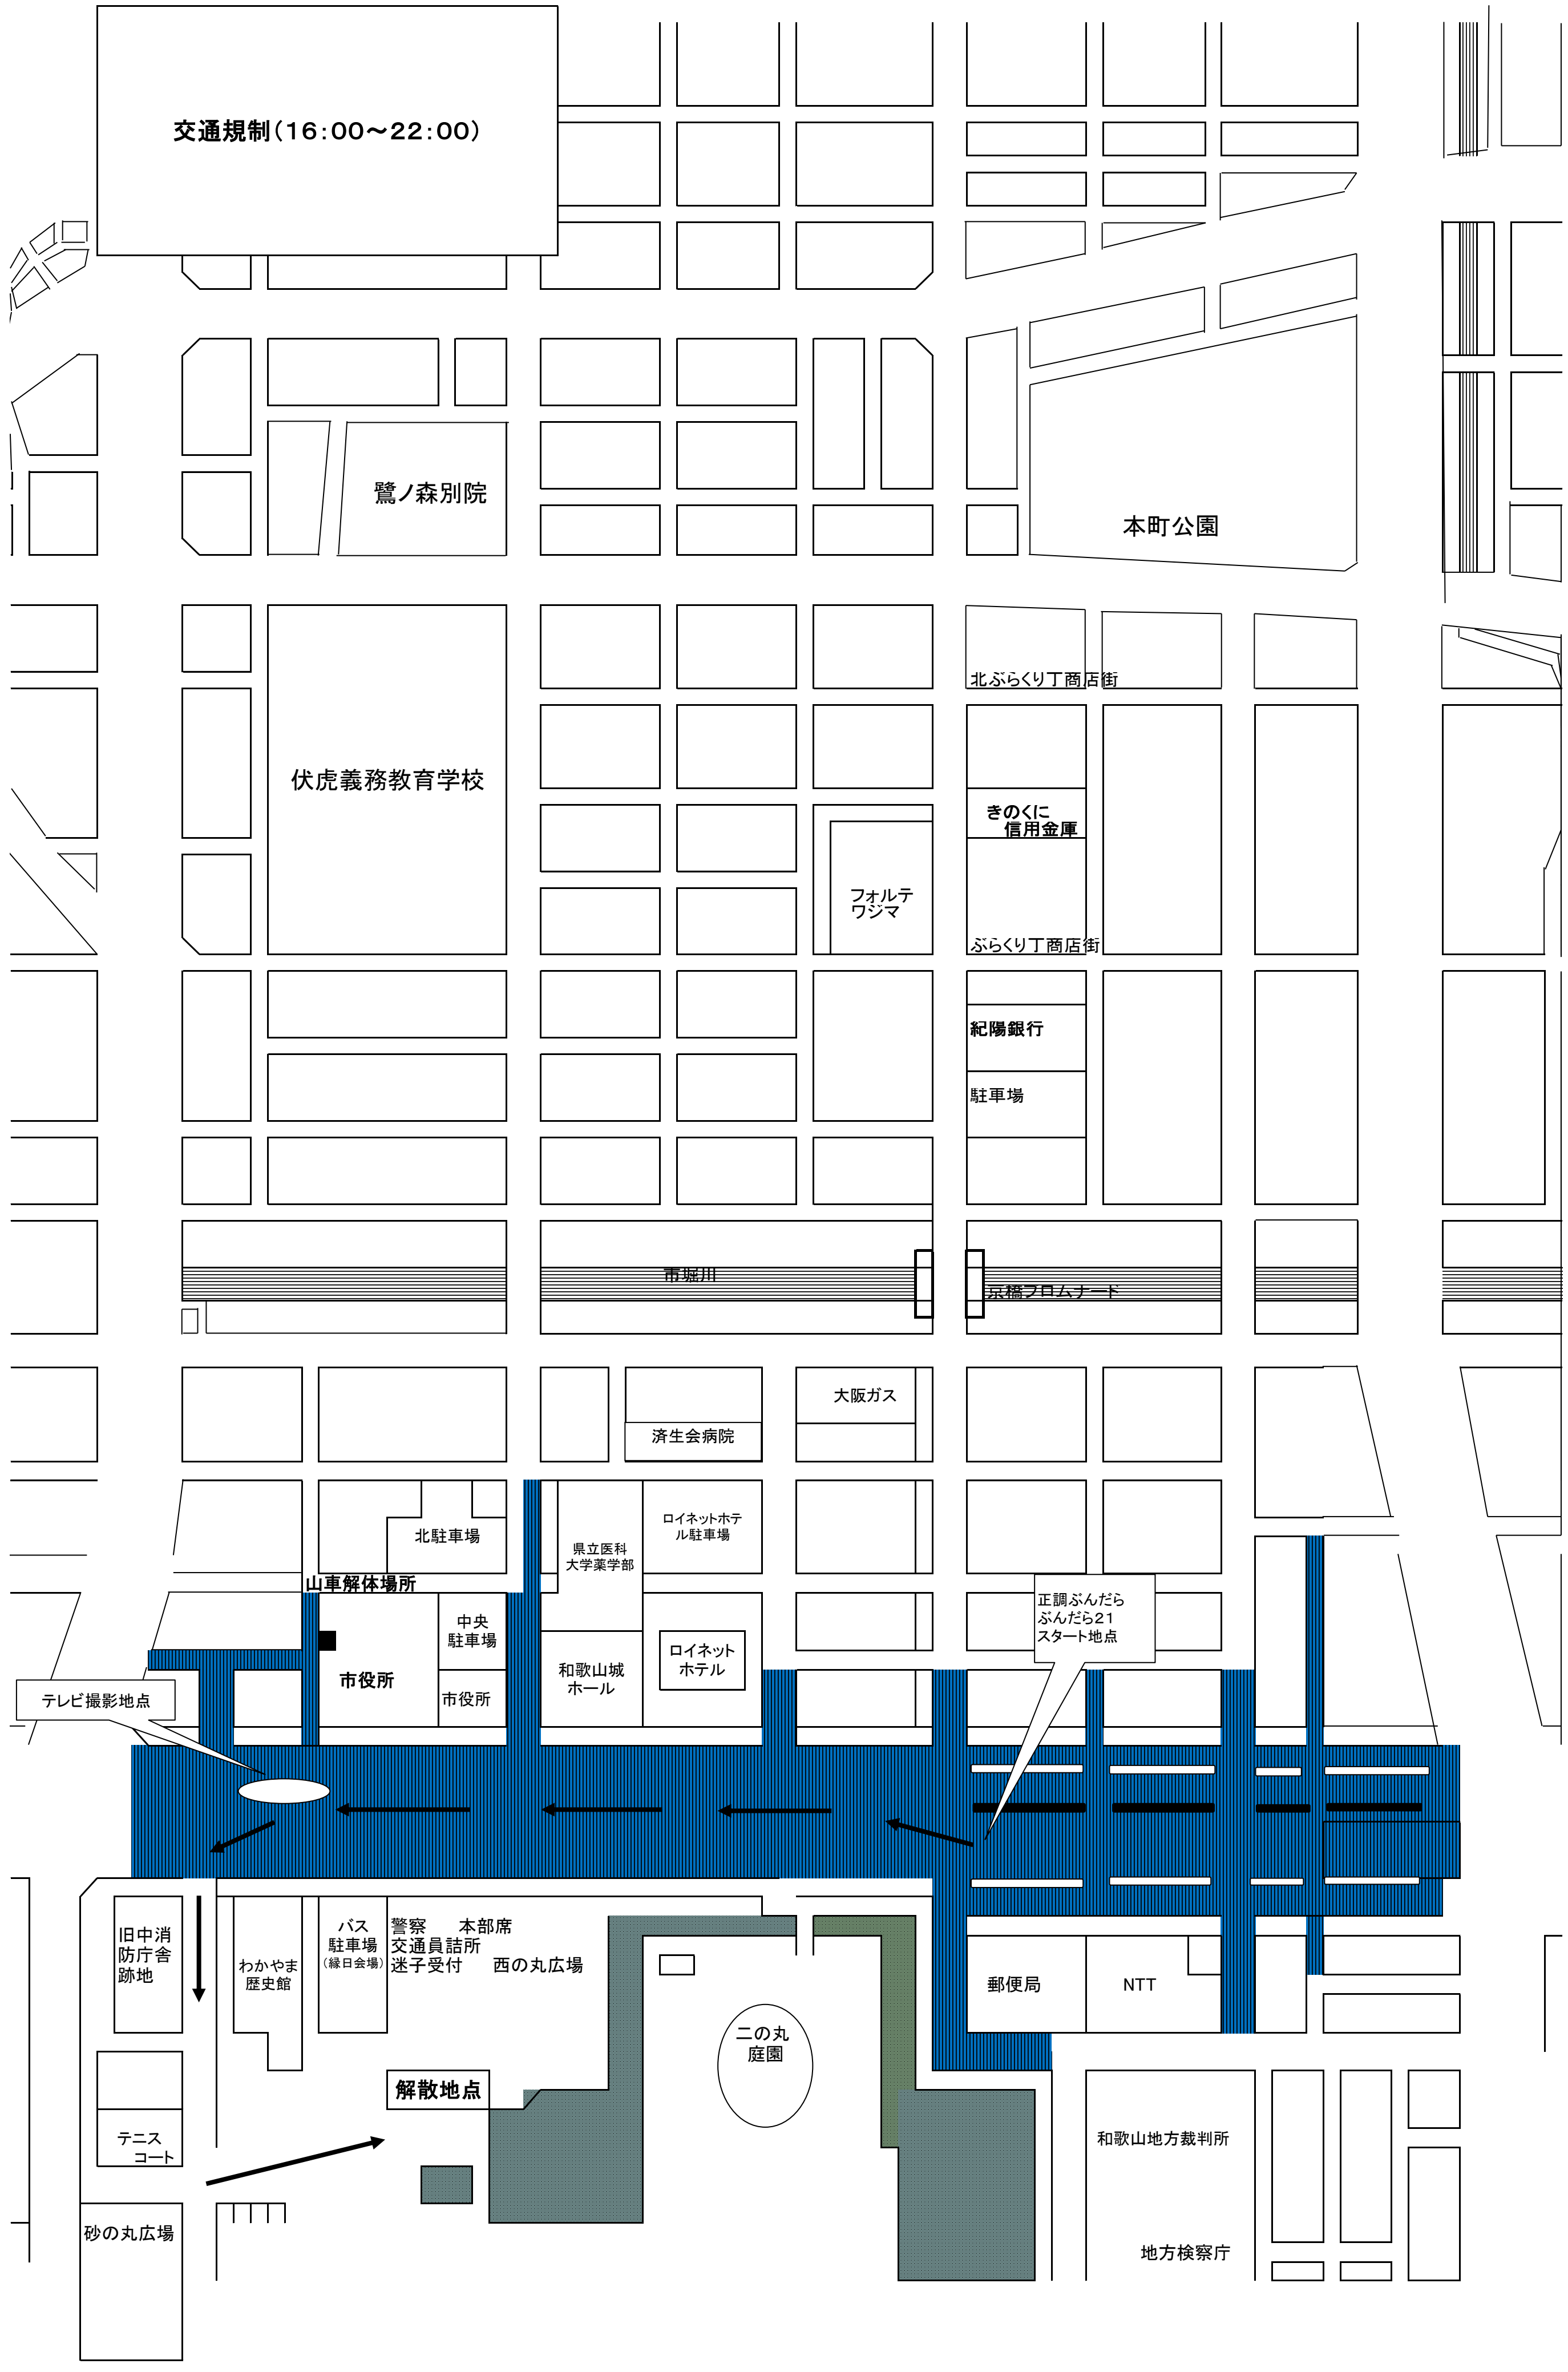 交通規制(16:00～22:00)
鷺ノ森別院
本町公園
北ぶらくり丁商店街
伏虎義務教育学校
きのくに
信用金庫
フォルテ
ワジマ
ぶらくり丁商店街
紀陽銀行
駐車場
市堀川
京橋プロムナード
大阪ガス
済生会病院
北駐車場
県立医科
大学薬学部
ロイネットホテ
ル駐車場
山車解体場所
中央
駐車場
市役所
市役所
和歌山城
ホール
ロイネット
ホテル
正調ぶんだら
ぶんだら21
スタート地点
テレビ撮影地点
旧中消
防庁舎
跡地
わかやま
歴史館
バス
駐車場
(縁日会場)
警察　本部席
交通員詰所
迷子受付　西の丸広場
二の丸
庭園
郵便局
NTT
解散地点
テニス
コート
砂の丸広場
和歌山地方裁判所
地方検察庁